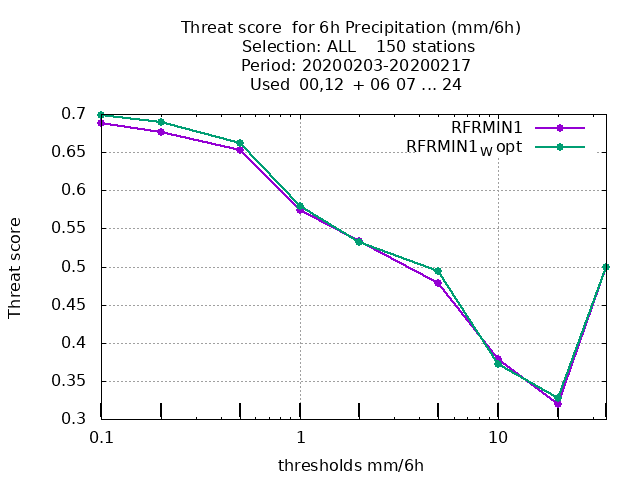 Threat score for 6h Precipitation (mm/6h)
Selection: ALL 150 stations
Period: 20200203-20200217
Used 00,12 + 06 07 ... 24
RFRMIN1
RFRMIN1W opt
0.7
0.65
0.6
0.55
0.5
0.45
0.4
0.35
0.3
Threat score
0.1
1
10
thresholds mm/6h